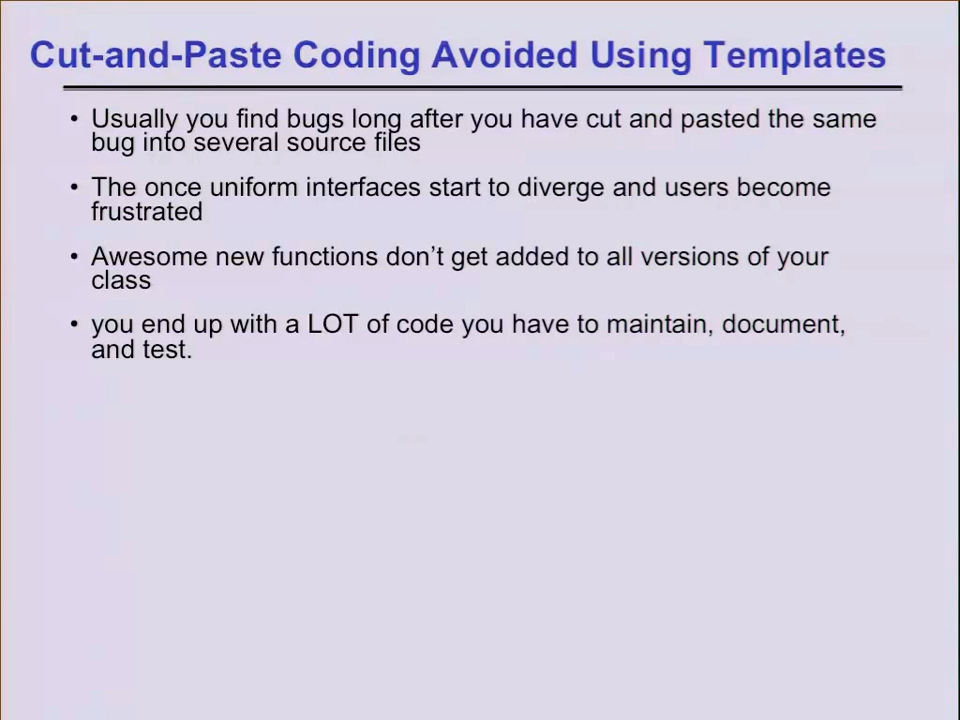 Cut-and-Paste Coding Avoided Using Templates
• Usually you find bugs long after you have cut and pasted the same
bug into several source files
• The once uniform interfaces start to diverge and users become
frustrated
• Awesome new functions don’t get added to all versions of your
class
• you end up with a LOT of code you have to maintain, document,
and test.